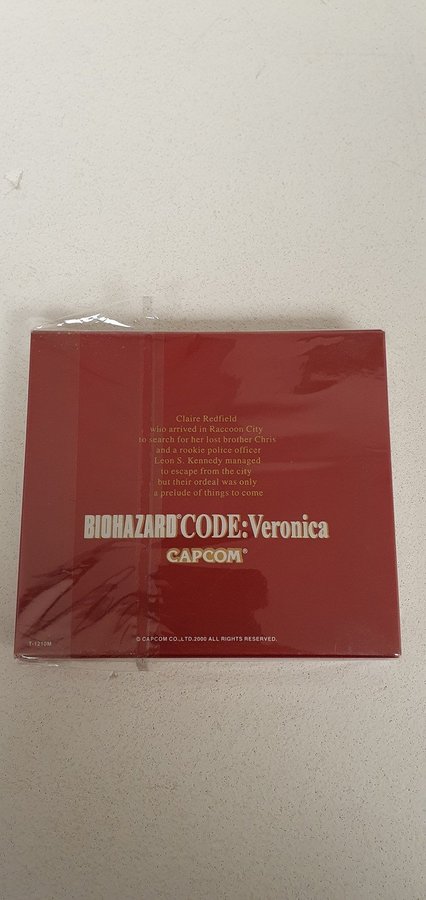 Claire Redfield
who arrived in Raccoon City
to search for her lost brother Chris
and a rookie police officer
Leon S. Kennedy managed
to escape from the city
but their ordeal was only
a prelude of things to come
BIOHAZARD® CODE:Veronica
CAPCOM®
T-1210M
© CAPCOM CO.,LTD.2000 ALL RIGHTS RESERVED.